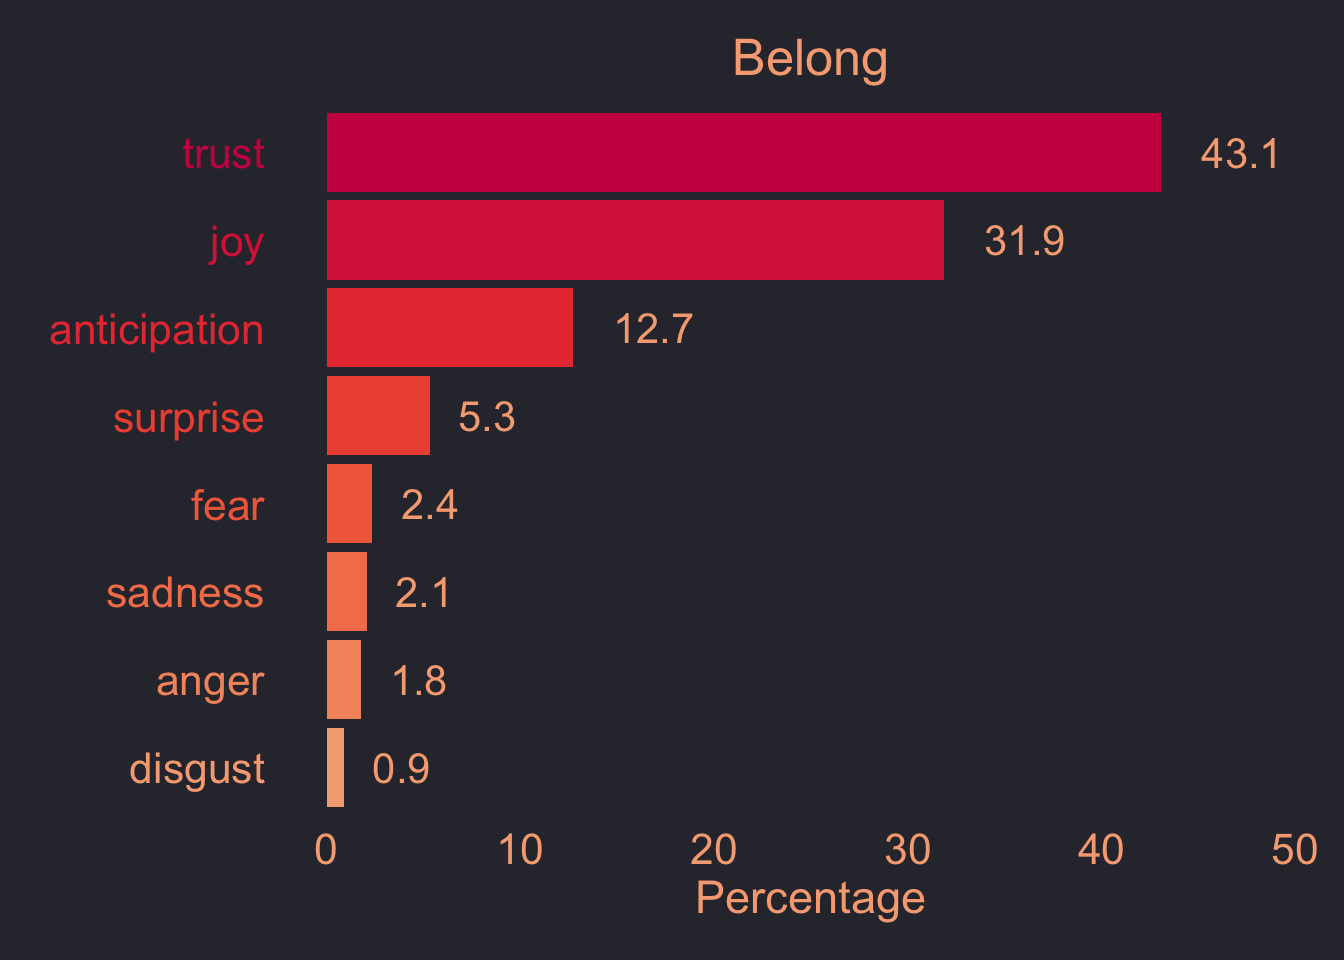 Belong
trust 43.1
joy 31.9
anticipation 12.7
surprise 5.3
fear 2.4
sadness 2.1
anger 1.8
disgust 0.9
0 10 20 30 40 50
Percentage